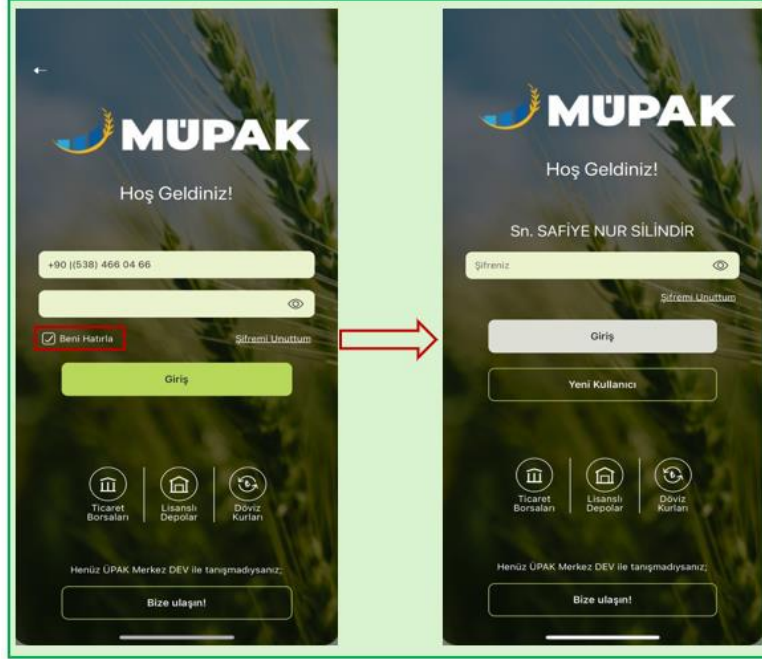 MÜPAK
Hoş Geldiniz!
+90 |(538) 466 04 66
Beni Hatırla
Şifremi Unuttum
Giriş
Ticaret Borsaları
Lisanslı Depolar
Döviz Kurları
Henüz ÜPAK Merkez DEV ile tanışmadıysanız;
Bize ulaşın!
MÜPAK
Hoş Geldiniz!
Sn. SAFİYE NUR SİLİNDİR
Şifreniz
Şifremi Unuttum
Giriş
Yeni Kullanıcı
Ticaret Borsaları
Lisanslı Depolar
Döviz Kurları
Henüz ÜPAK Merkez DEV ile tanışmadıysanız;
Bize ulaşın!